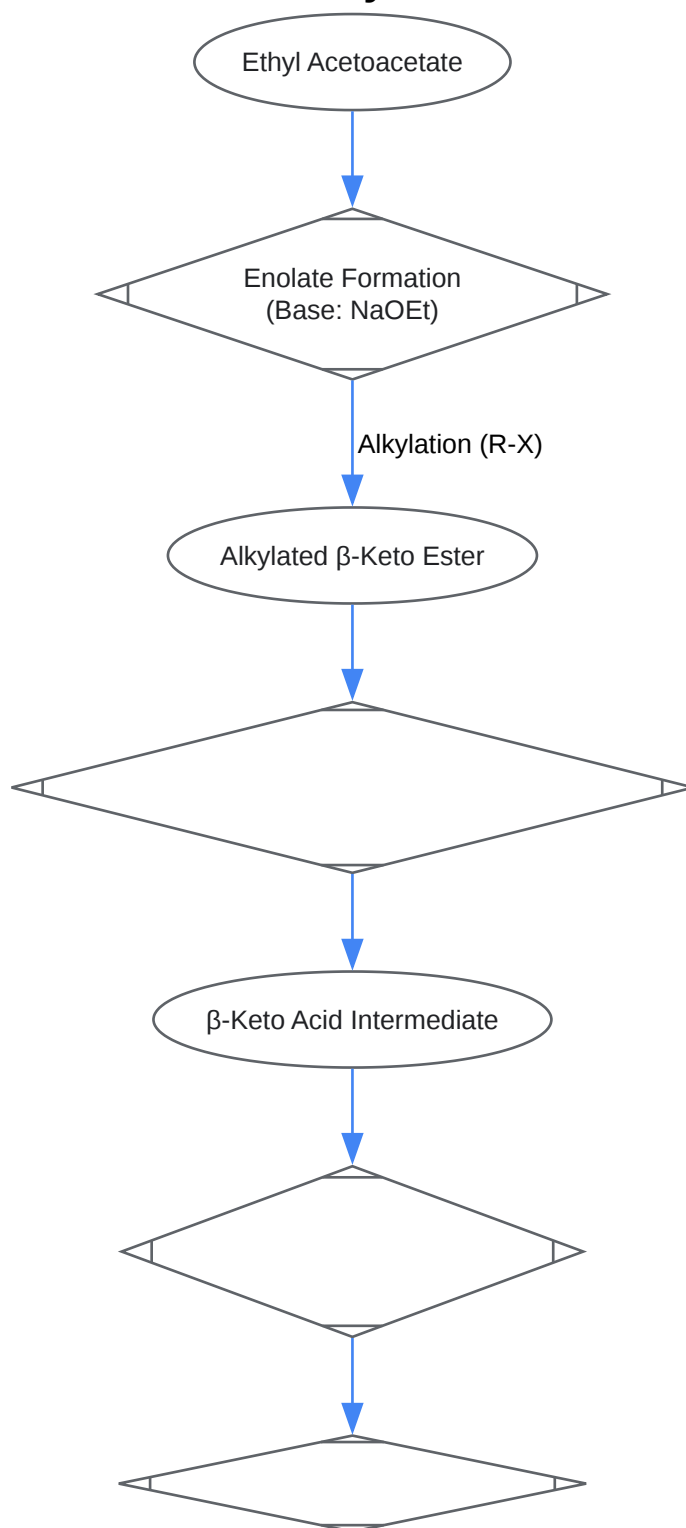 Ethyl Acetoacetate
Enolate Formation
(Base: NaOEt)
Alkylation (R-X)
Alkylated β-Keto Ester
β-Keto Acid Intermediate